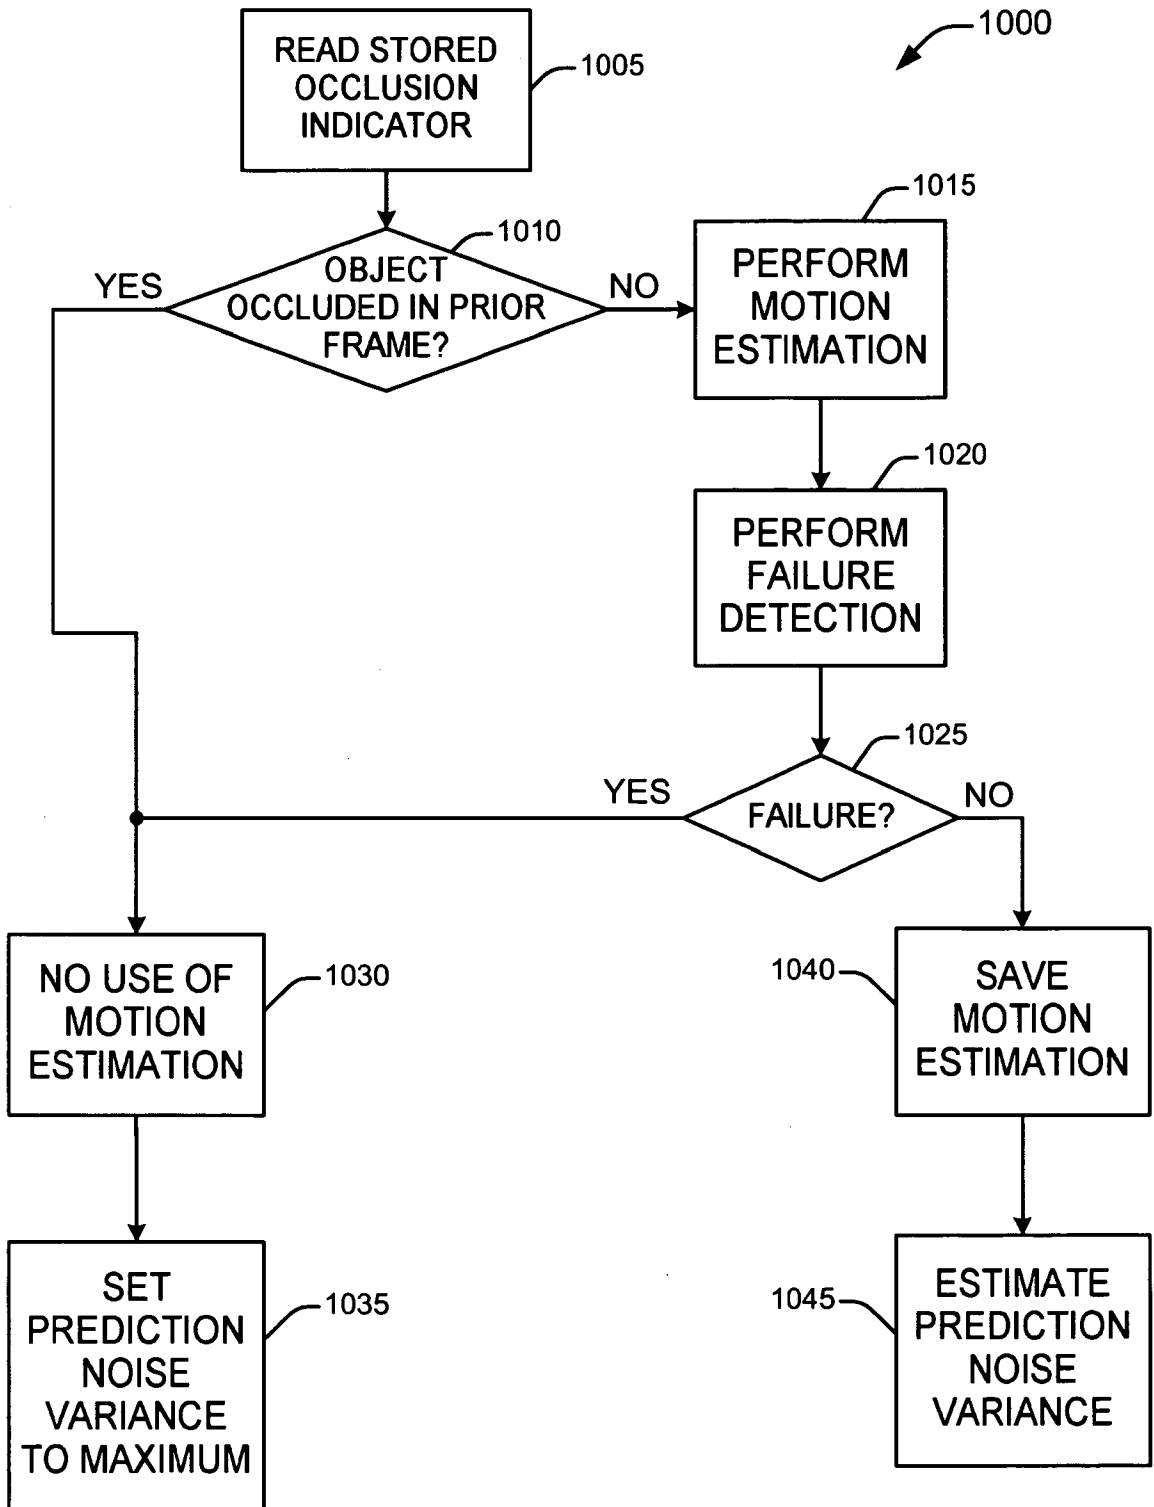 1000
READ STORED
OCCLUSION
INDICATOR
1005
1010
OBJECT
OCCLUDED IN PRIOR
FRAME?
YES
NO
1015
PERFORM
MOTION
ESTIMATION
1020
PERFORM
FAILURE
DETECTION
1025
FAILURE?
YES
NO
NO USE OF
MOTION
ESTIMATION
1030
1040
SAVE
MOTION
ESTIMATION
SET
PREDICTION
NOISE
VARIANCE
TO MAXIMUM
1035
1045
ESTIMATE
PREDICTION
NOISE
VARIANCE